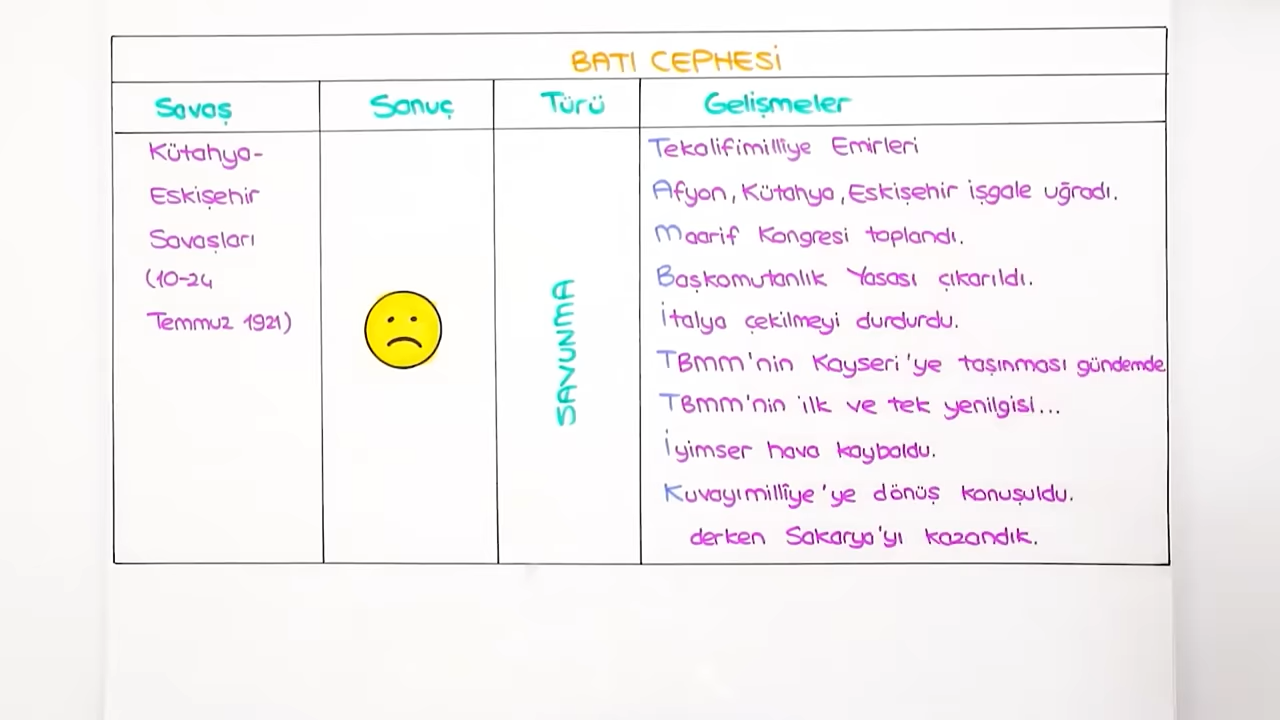 BATI CEPHESİ
Savaş Sonuç Türü Gelişmeler
Kütahya-
Eskişehir
Savaşları
(10-24
Temmuz 1921)
SAVUNMA
Tekalifimillîye Emirleri
Afyon, Kütahya, Eskişehir işgale uğradı.
Maarif Kongresi toplandı.
Başkomutanlık Yasası çıkarıldı.
İtalya çekilmeyi durdurdu.
TBMM'nin Kayseri'ye taşınması gündemde
TBMM'nin ilk ve tek yenilgisi...
İyimser hava kayboldu.
Kuvayımillîye'ye dönüş konuşuldu.
derken Sakarya'yı kazandık.